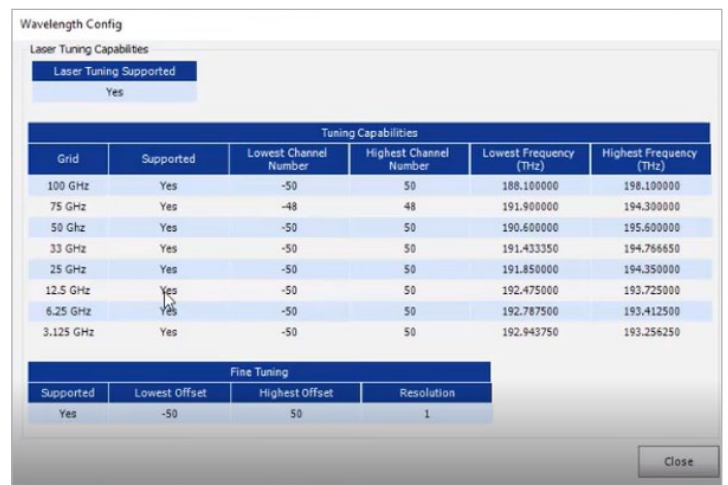 Wavelength Config
Laser Tuning Capabilities
Laser Tuning Supported
Yes
Tuning Capabilities
Grid Supported Lowest Channel Number Highest Channel Number Lowest Frequency (THz) Highest Frequency (THz)
100 GHz Yes -50 50 188.100000 198.100000
75 GHz Yes -48 48 191.900000 194.300000
50 Ghz Yes -50 50 190.600000 195.600000
33 GHz Yes -50 50 191.433350 194.766650
25 GHz Yes -50 50 191.850000 194.350000
12.5 GHz Yes -50 50 192.475000 193.725000
6.25 GHz Yes -50 50 192.787500 193.412500
3.125 GHz Yes -50 50 192.943750 193.256250
Fine Tuning
Supported Lowest Offset Highest Offset Resolution
Yes -50 50 1
Close